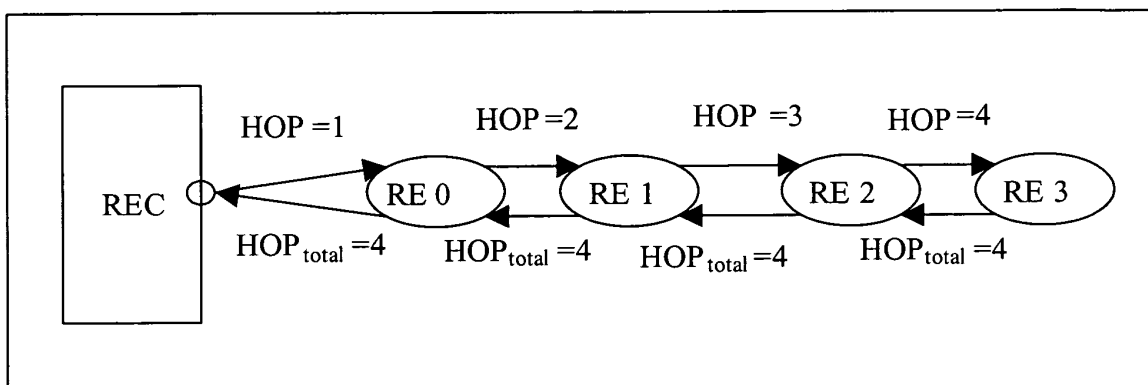 HOP =1
HOP =2
HOP =3
HOP=4
REC
RE 0
RE 1
RE 2
RE 3
HOPtotal =4
HOPtotal =4
HOPtotal =4
HOPtotal =4